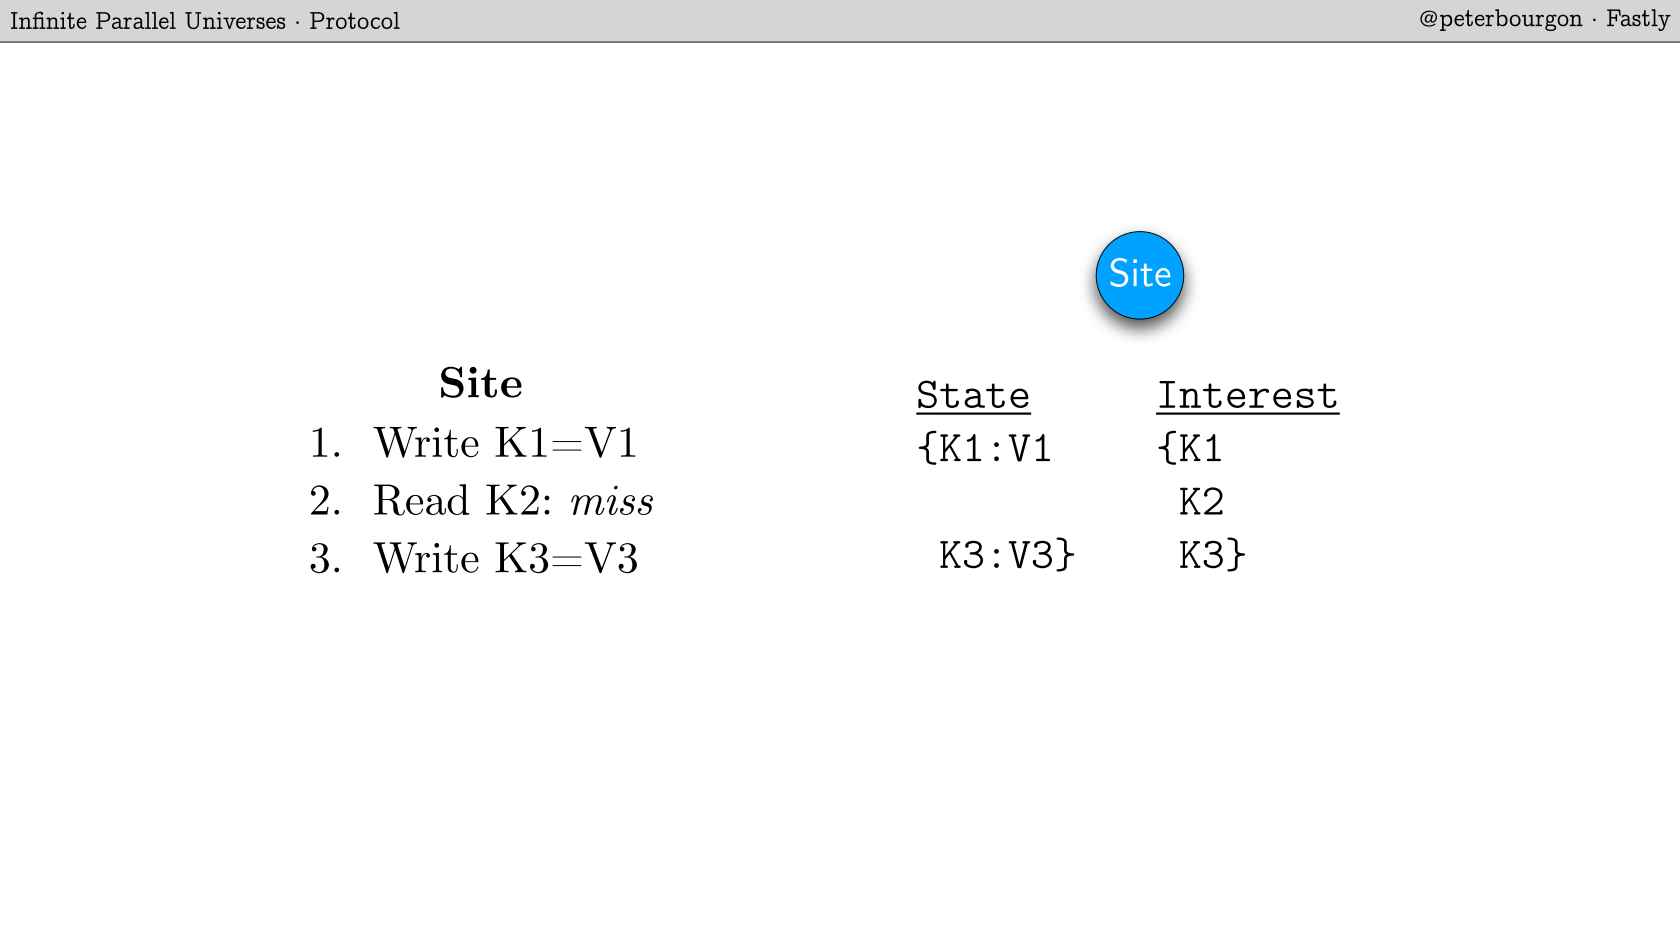 Infinite Parallel Universes · Protocol
@peterbourgon · Fastly
Site
Site
1. Write K1=V1
2. Read K2: miss
3. Write K3=V3
State Interest
{K1:V1 {K1
K2
K3:V3} K3}